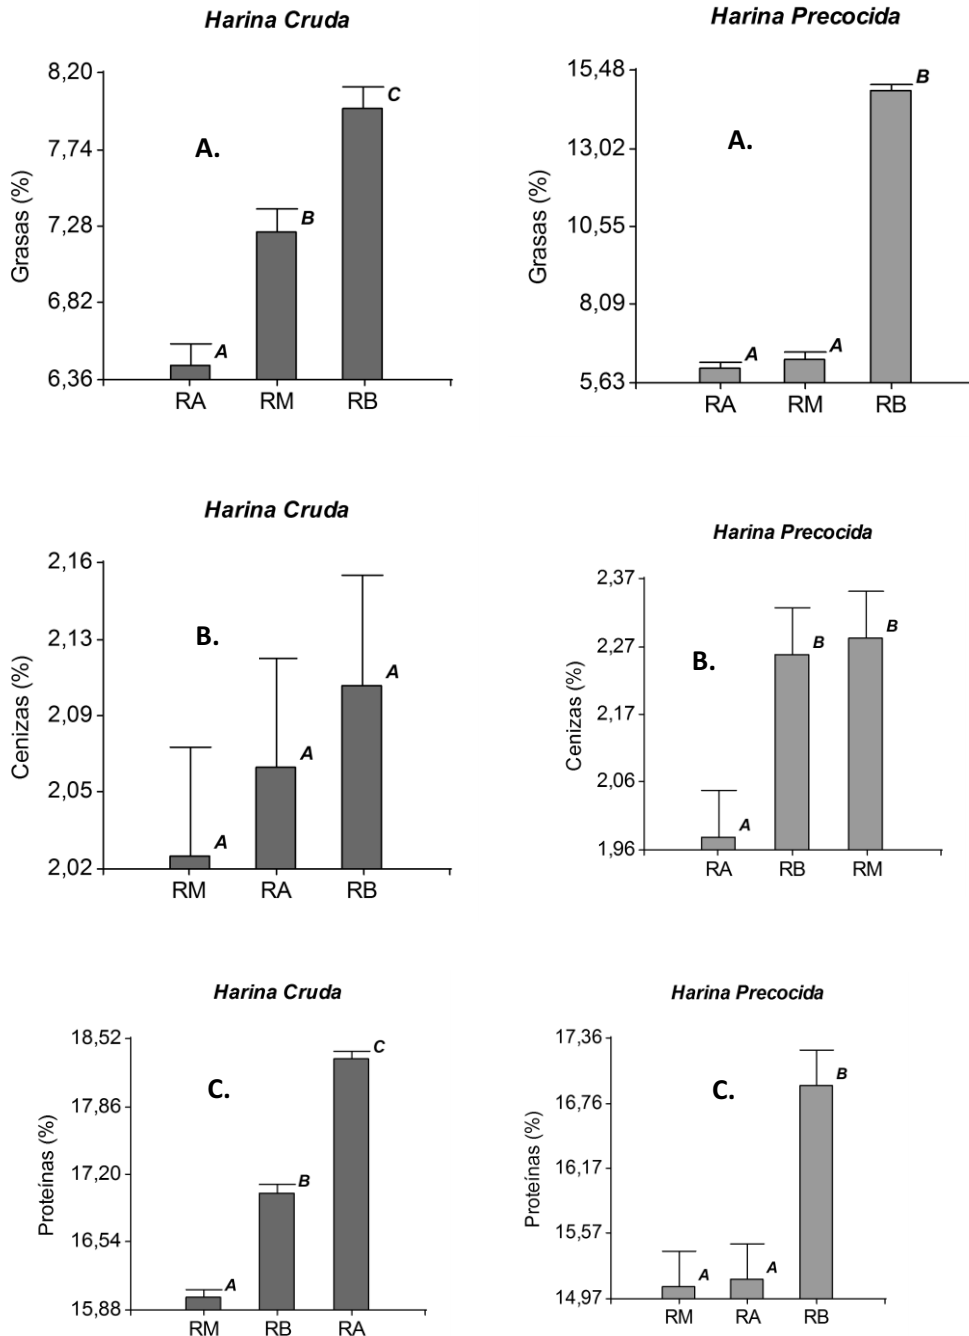 Harina Cruda
Grasas (%)
8,20
7,74
7,28
6,82
6,36
A.
A
B
C
RA RM RB
Harina Precocida
Grasas (%)
15,48
13,02
10,55
8,09
5,63
A.
A
A
B
RA RM RB
Harina Cruda
Cenizas (%)
2,16
2,13
2,09
2,05
2,02
B.
A
A
A
RM RA RB
Harina Precocida
Cenizas (%)
2,37
2,27
2,17
2,06
1,96
B.
A
B
B
RA RB RM
Harina Cruda
Proteínas (%)
18,52
17,86
17,20
16,54
15,88
C.
A
B
C
RM RB RA
Harina Precocida
Proteínas (%)
17,36
16,76
16,17
15,57
14,97
C.
A
A
B
RM RA RB